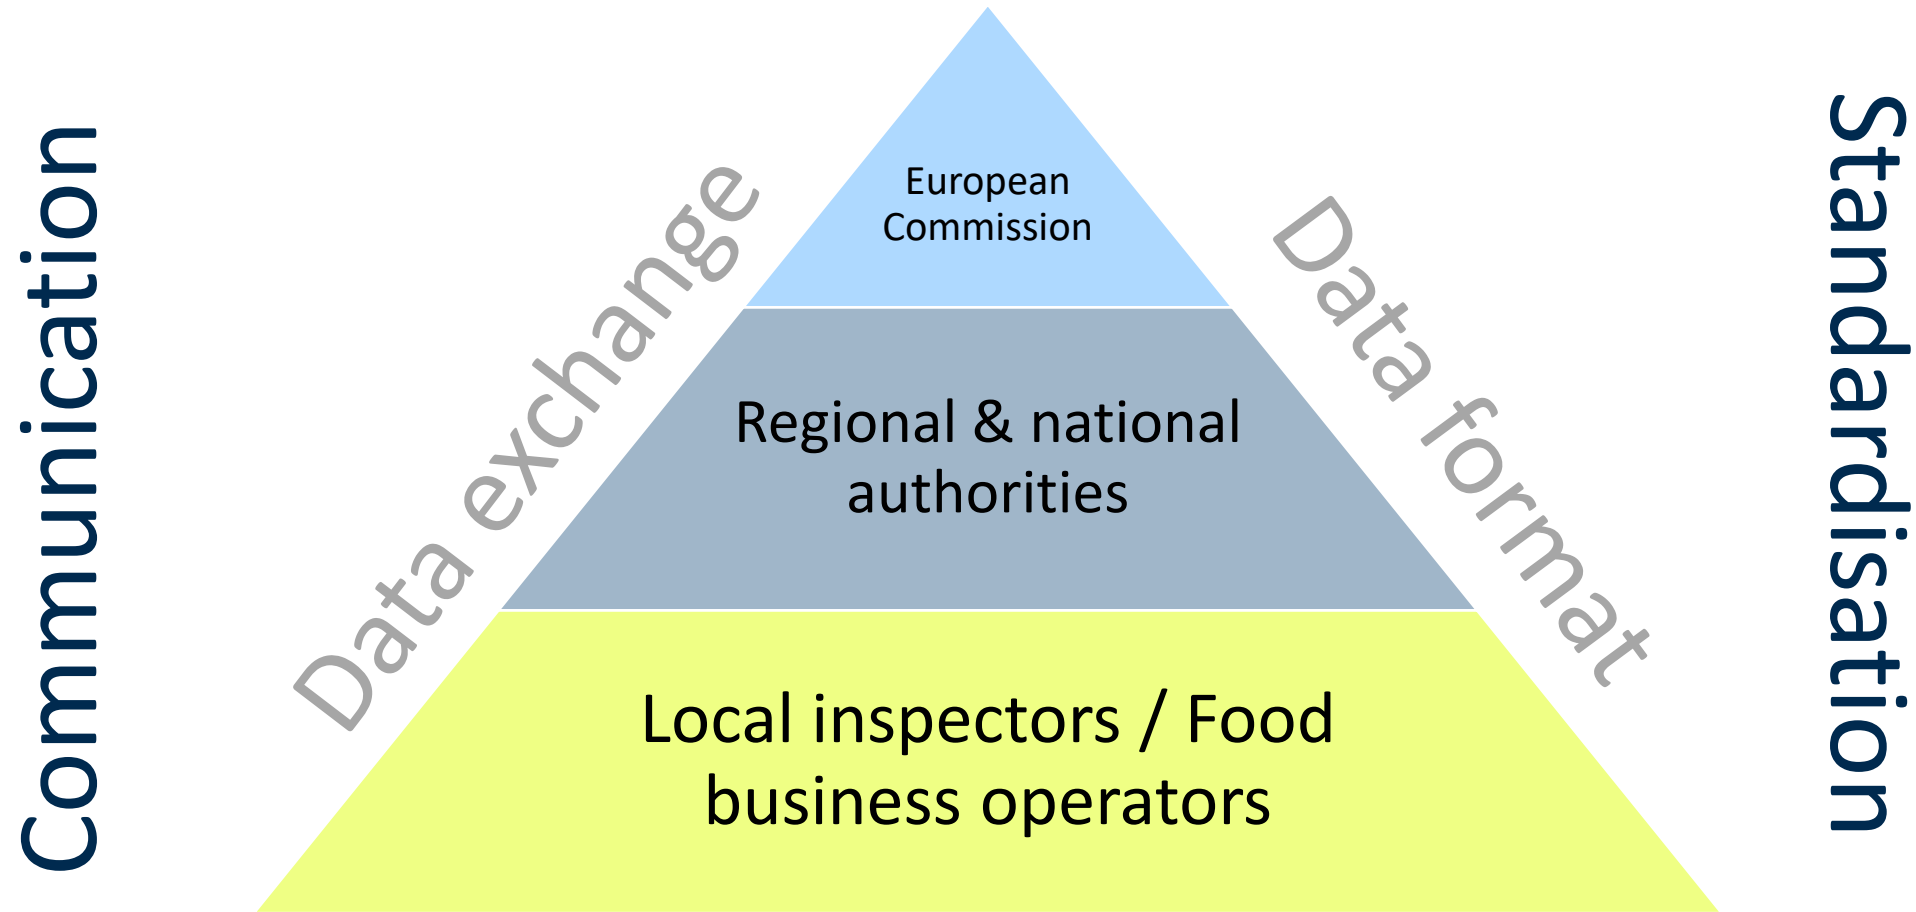 Communication
Data exchange
European
Commission
Regional & national
authorities
Local inspectors / Food
business operators
Data format
Standardisation